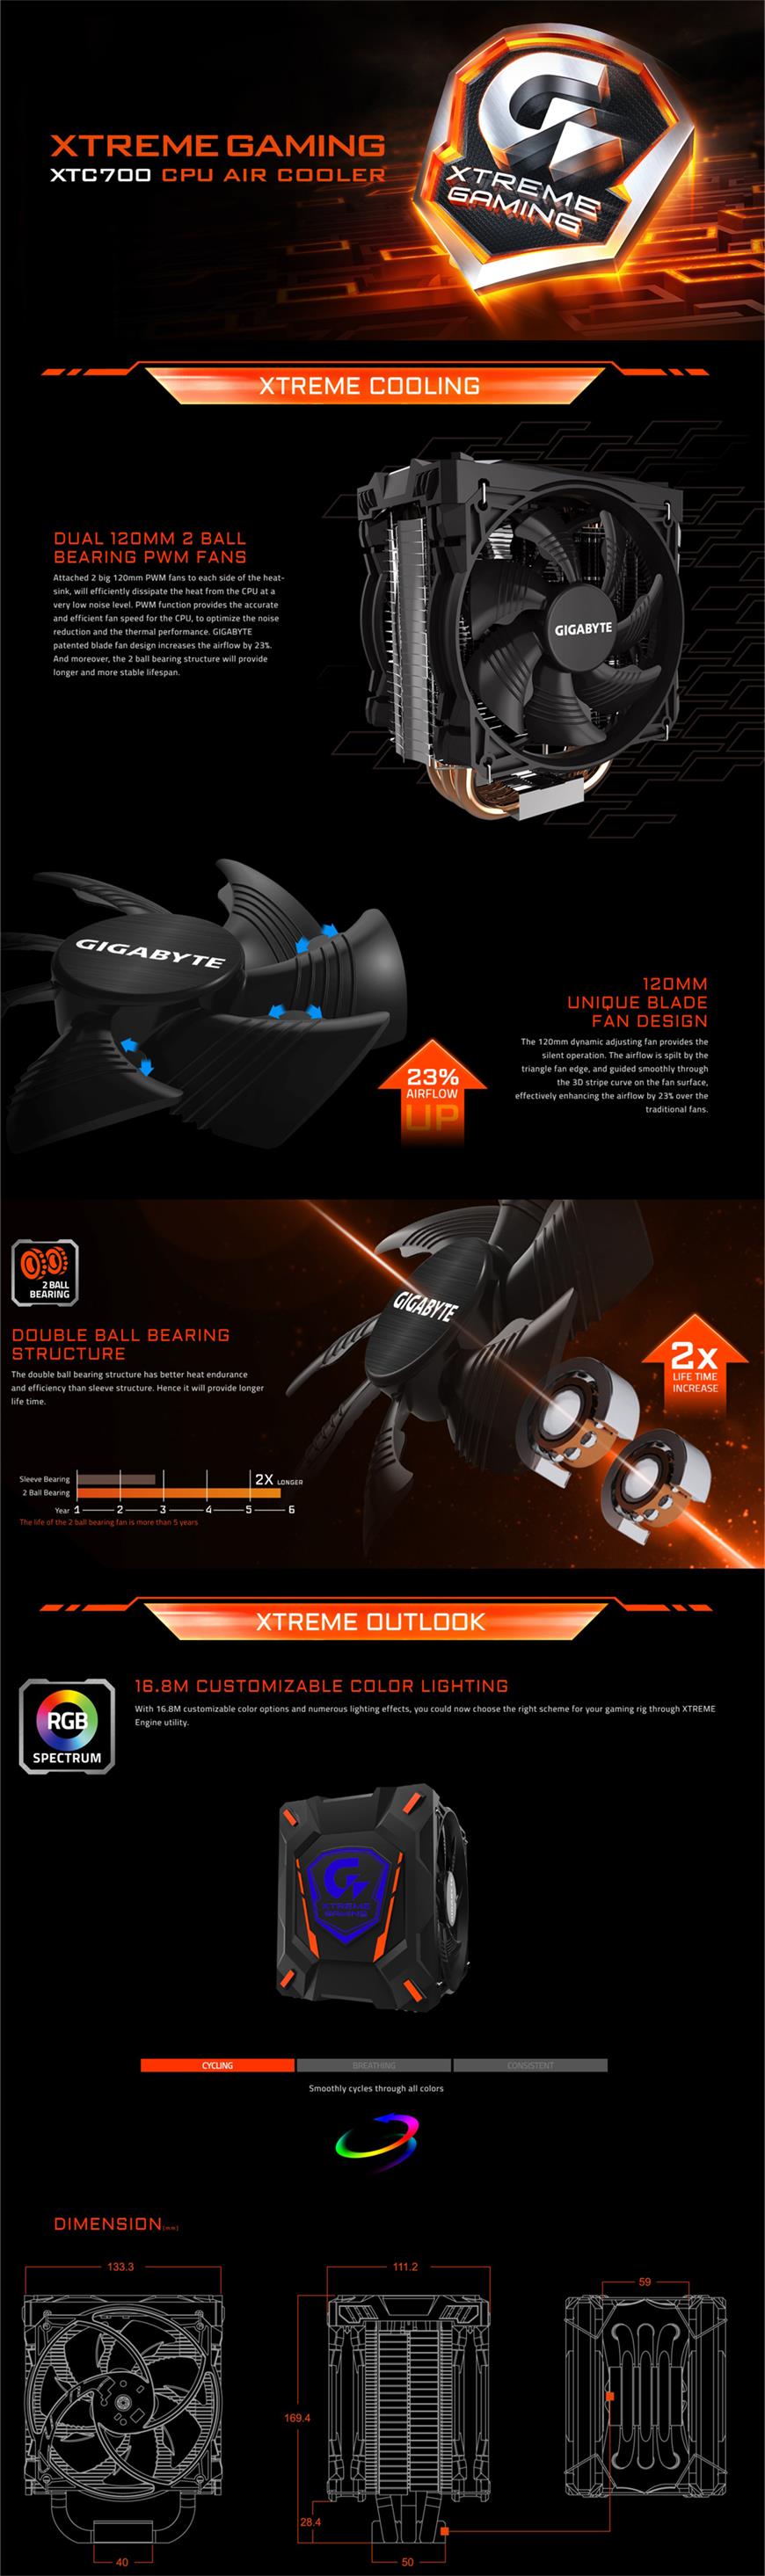 XTREME GAMING
XTC700 CPU AIR COOLER
XTREME
GAMING
XTREME COOLING
DUAL 120MM 2 BALL
BEARING PWM FANS
Attached 2 big 120mm PWM fans to each side of the heat-
sink, will efficiently dissipate the heat from the CPU at a
very low noise level. PWM function provides the accurate
and efficient fan speed for the CPU, to optimize the noise
reduction and the thermal performance. GIGABYTE
patented blade fan design increases the airflow by 23%.
And moreover, the 2 ball bearing structure will provide
longer and more stable lifespan.
GIGABYTE
GIGABYTE
120MM
UNIQUE BLADE
FAN DESIGN
The 120mm dynamic adjusting fan provides the
silent operation. The airflow is spilt by the
triangle fan edge, and guided smoothly through
the 3D stripe curve on the fan surface,
effectively enhancing the airflow by 23% over the
traditional fans.
23%
AIRFLOW
UP
2 BALL
BEARING
GIGABYTE
DOUBLE BALL BEARING
STRUCTURE
The double ball bearing structure has better heat endurance
and efficiency than sleeve structure. Hence it will provide longer
life time.
2x
LIFE TIME
INCREASE
Sleeve Bearing
2X LONGER
2 Ball Bearing
Year 1 2 3 4 5 6
The life of the 2 ball bearing fan is more than 5 years
XTREME OUTLOOK
RGB
SPECTRUM
16.8M CUSTOMIZABLE COLOR LIGHTING
With 16.8M customizable color options and numerous lighting effects, you could now choose the right scheme for your gaming rig through XTREME
Engine utility.
XTREME
GAMING
CYCLING BREATHING CONSISTENT
Smoothly cycles through all colors
DIMENSION(mm)
133.3
111.2
59
169.4
28.4
40
50